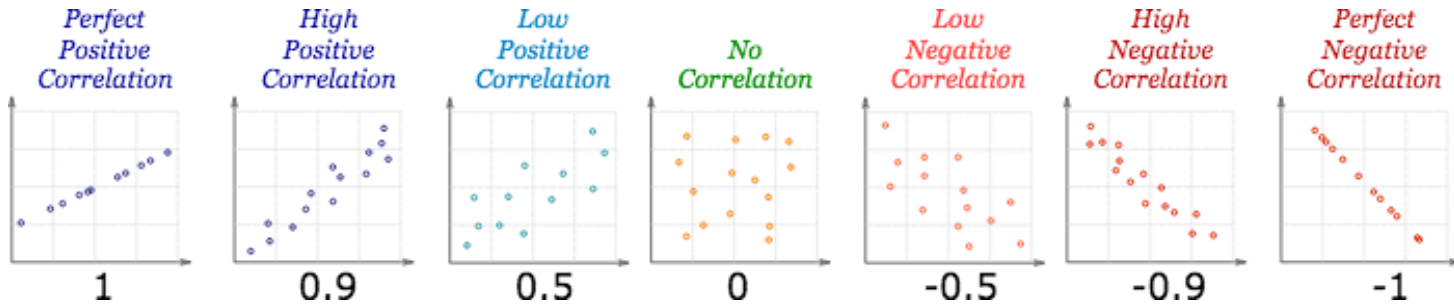 Perfect
Positive
Correlation
High
Positive
Correlation
Low
Positive
Correlation
No
Correlation
Low
Negative
Correlation
High
Negative
Correlation
Perfect
Negative
Correlation
1
0.9
0.5
0
-0.5
-0.9
-1